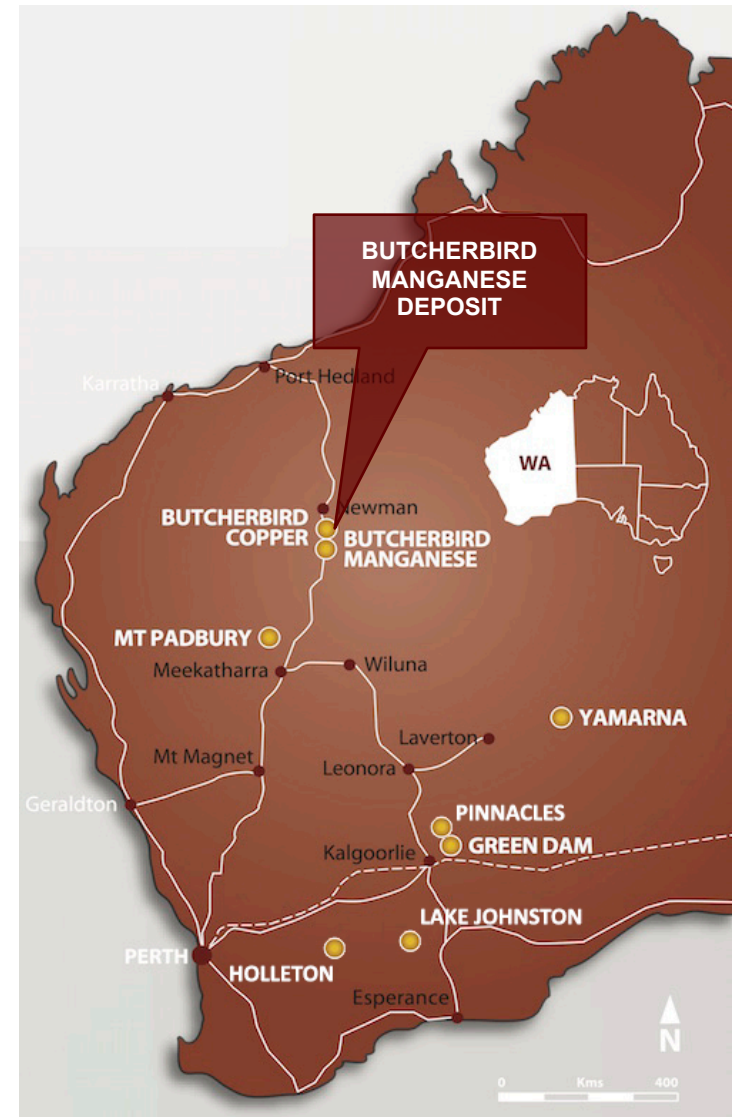 BUTCHERBIRD
MANGANESE
DEPOSIT
Karratha
Port Hedland
WA
Newman
BUTCHERBIRD
COPPER
BUTCHERBIRD
MANGANESE
MT PADBURY
Meekatharra
Wiluna
YAMARNA
Laverton
Mt Magnet
Leonora
Geraldton
PINNACLES
GREEN DAM
Kalgoorlie
LAKE JOHNSTON
PERTH
HOLLETON
Esperance
N
0 Kms 400